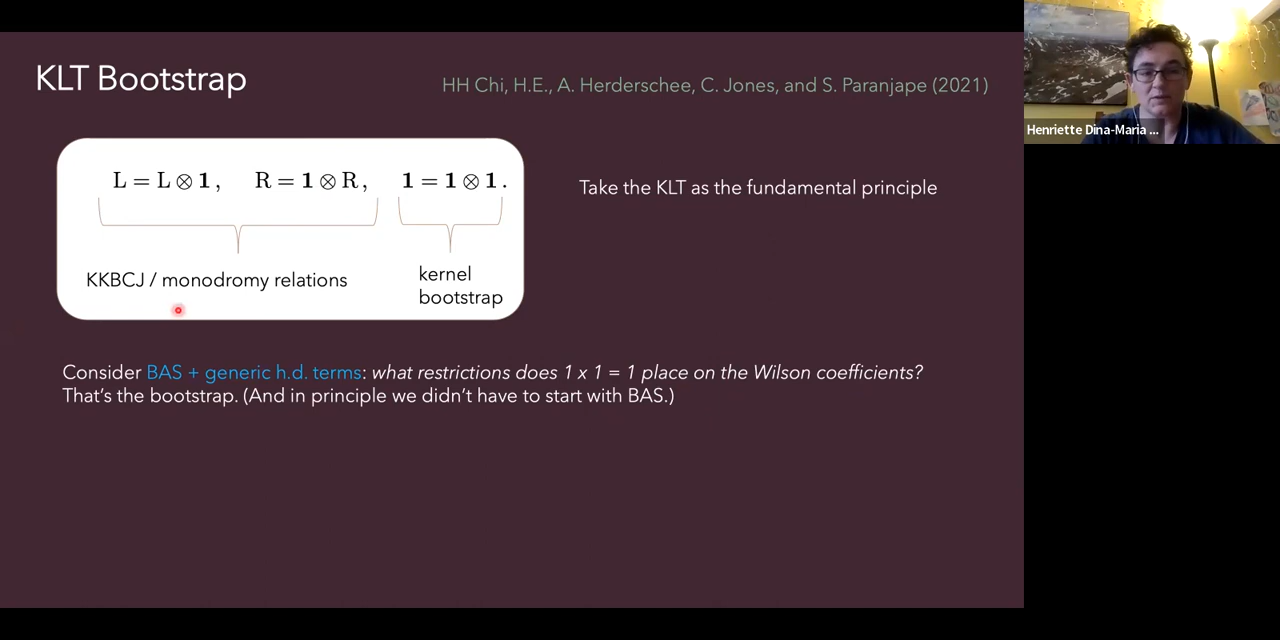 KLT Bootstrap
HH Chi, H.E., A. Herderschee, C. Jones, and S. Paranjape (2021)
L = L ⊗ 1 ,    R = 1 ⊗ R ,    1 = 1 ⊗ 1 .
Take the KLT as the fundamental principle
KKBCJ / monodromy relations
kernel
bootstrap
Consider BAS + generic h.d. terms: what restrictions does 1 x 1 = 1 place on the Wilson coefficients?
That's the bootstrap. (And in principle we didn't have to start with BAS.)
Henriette Dina-Maria ...